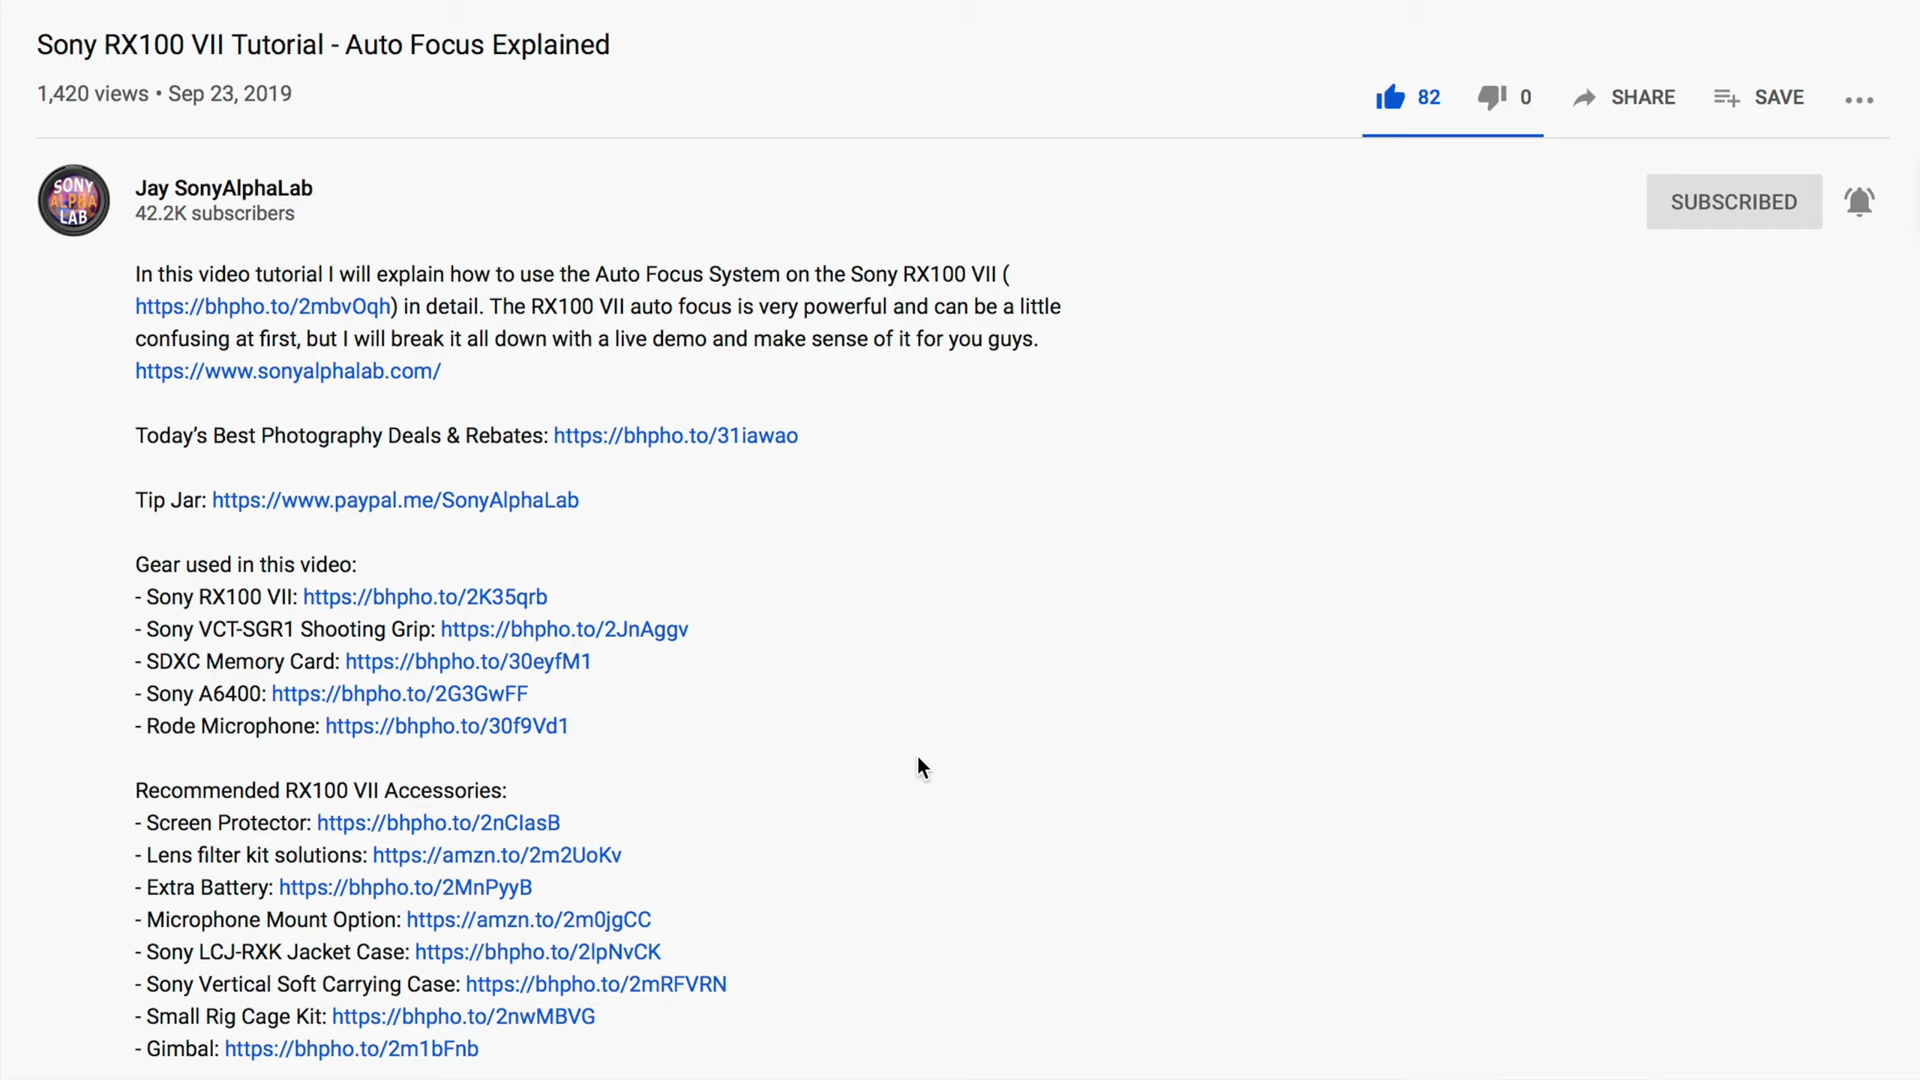 Sony RX100 VII Tutorial - Auto Focus Explained
1,420 views • Sep 23, 2019
82
0
SHARE
SAVE
SONY
ALPHA
LAB
Jay SonyAlphaLab
42.2K subscribers
SUBSCRIBED
In this video tutorial I will explain how to use the Auto Focus System on the Sony RX100 VII (
https://bhpho.to/2mbvOqh) in detail. The RX100 VII auto focus is very powerful and can be a little
confusing at first, but I will break it all down with a live demo and make sense of it for you guys.
https://www.sonyalphalab.com/
Today’s Best Photography Deals & Rebates: https://bhpho.to/31iawao
Tip Jar: https://www.paypal.me/SonyAlphaLab
Gear used in this video:
- Sony RX100 VII: https://bhpho.to/2K35qrb
- Sony VCT-SGR1 Shooting Grip: https://bhpho.to/2JnAggv
- SDXC Memory Card: https://bhpho.to/30eyfM1
- Sony A6400: https://bhpho.to/2G3GwFF
- Rode Microphone: https://bhpho.to/30f9Vd1
Recommended RX100 VII Accessories:
- Screen Protector: https://bhpho.to/2nCIasB
- Lens filter kit solutions: https://amzn.to/2m2UoKv
- Extra Battery: https://bhpho.to/2MnPyyB
- Microphone Mount Option: https://amzn.to/2m0jgCC
- Sony LCJ-RXK Jacket Case: https://bhpho.to/2lpNvCK
- Sony Vertical Soft Carrying Case: https://bhpho.to/2mRFVRN
- Small Rig Cage Kit: https://bhpho.to/2nwMBVG
- Gimbal: https://bhpho.to/2m1bFnb